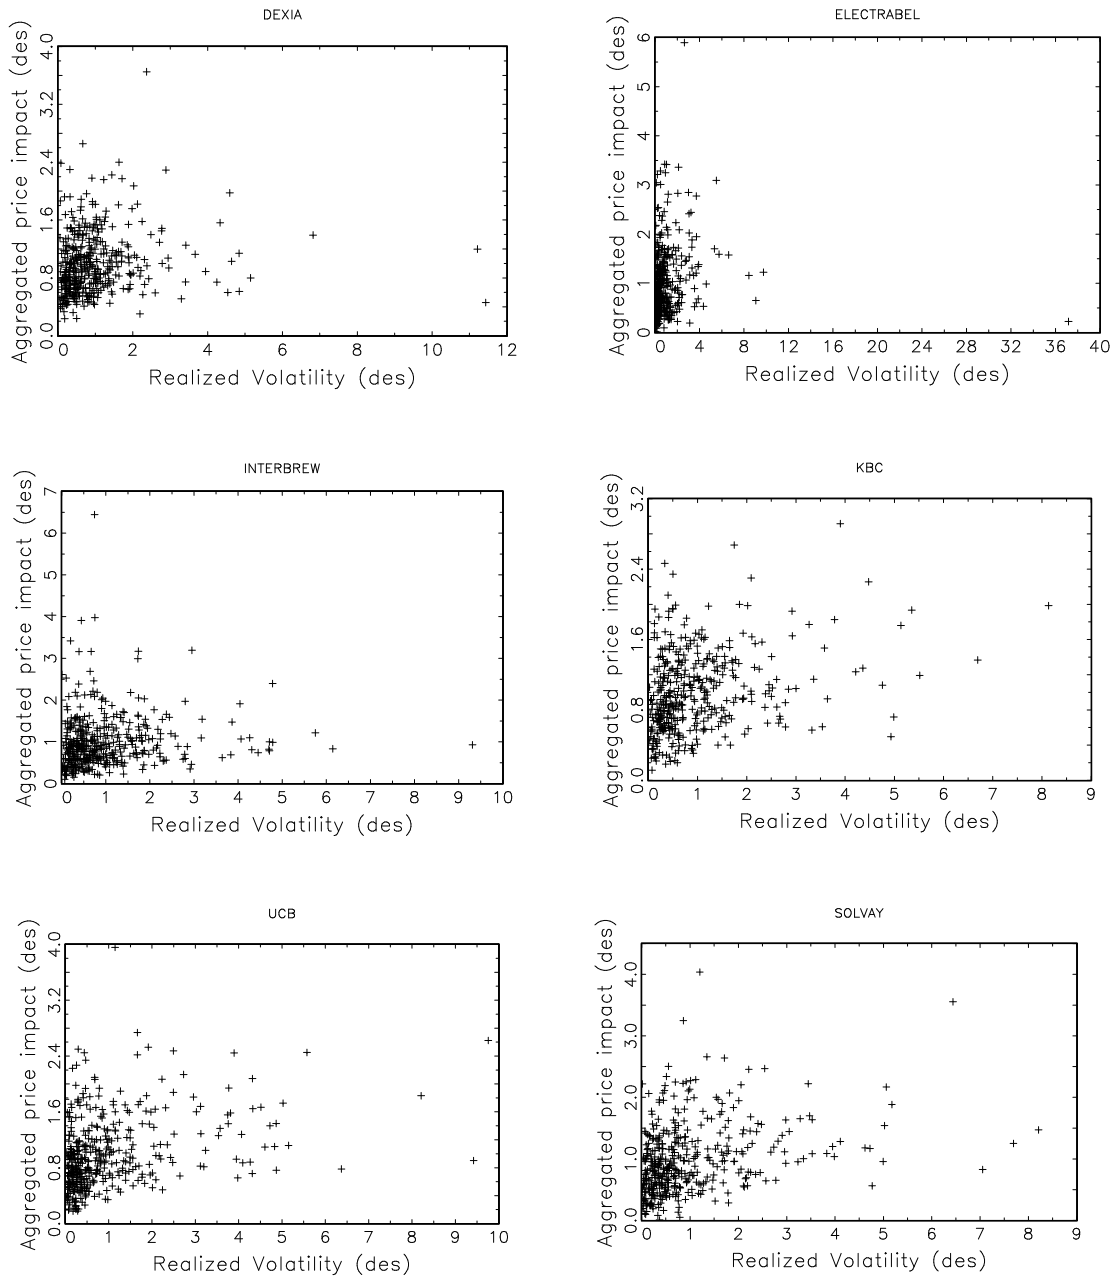 DEXIA
Aggregated price impact (des)
4.0
3.2
2.4
1.6
0.8
0.0
0 2 4 6 8 10 12
Realized Volatility (des)
ELECTRABEL
Aggregated price impact (des)
6
5
4
3
2
1
0
0 4 8 12 16 20 24 28 32 36 40
Realized Volatility (des)
INTERBREW
Aggregated price impact (des)
7
6
5
4
3
2
1
0
0 1 2 3 4 5 6 7 8 9 10
Realized Volatility (des)
KBC
Aggregated price impact (des)
3.2
2.4
1.6
0.8
0.0
0 1 2 3 4 5 6 7 8 9
Realized Volatility (des)
UCB
Aggregated price impact (des)
4.0
3.2
2.4
1.6
0.8
0.0
0 1 2 3 4 5 6 7 8 9 10
Realized Volatility (des)
SOLVAY
Aggregated price impact (des)
4.0
3.0
2.0
1.0
0.0
0 1 2 3 4 5 6 7 8 9
Realized Volatility (des)